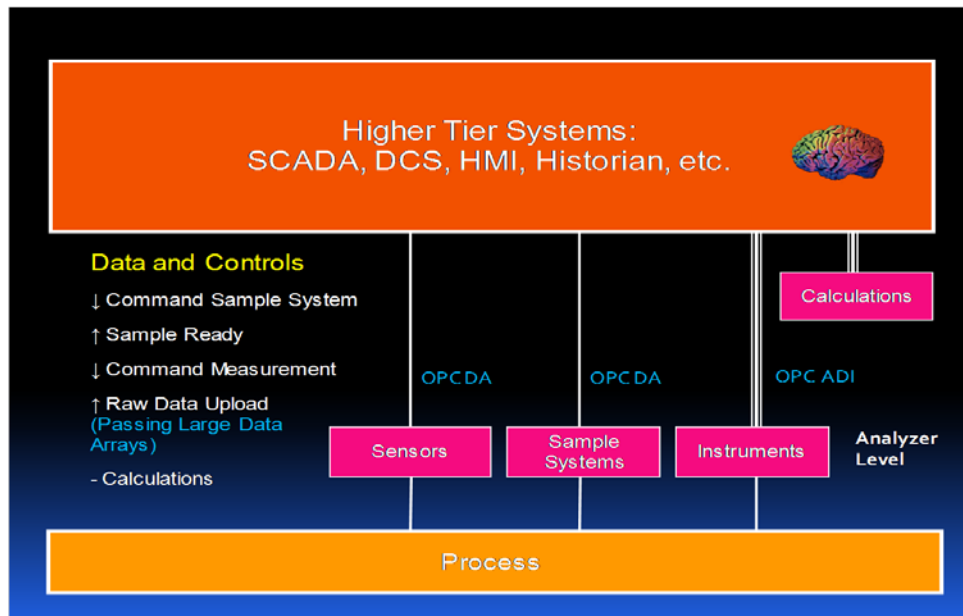 Higher Tier Systems:
SCADA, DCS, HMI, Historian, etc.
Data and Controls
↓ Command Sample System
↑ Sample Ready
↓ Command Measurement
↑ Raw Data Upload
(Passing Large Data
Arrays)
- Calculations
Calculations
OPC DA
OPC DA
OPC ADI
Sensors
Sample
Systems
Instruments
Analyzer
Level
Process